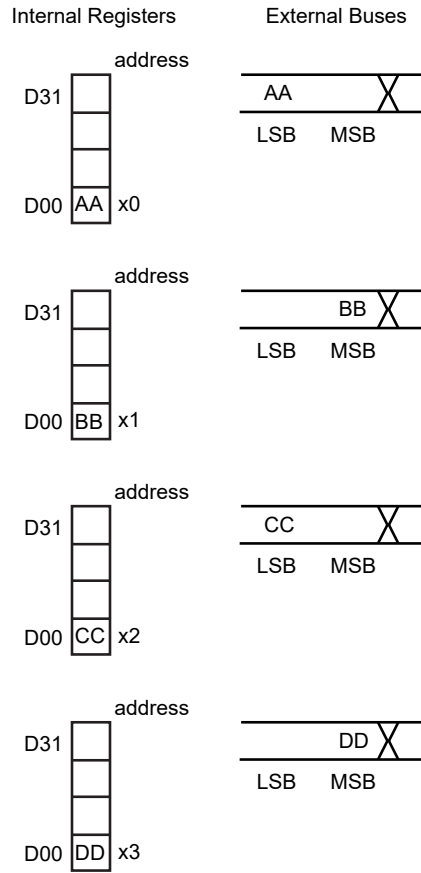 Internal Registers External Buses
address
D31 AA
LSB MSB
D00 AA x0
address
D31 BB
LSB MSB
D00 BB x1
address
D31 CC
LSB MSB
D00 CC x2
address
D31 DD
LSB MSB
D00 DD x3